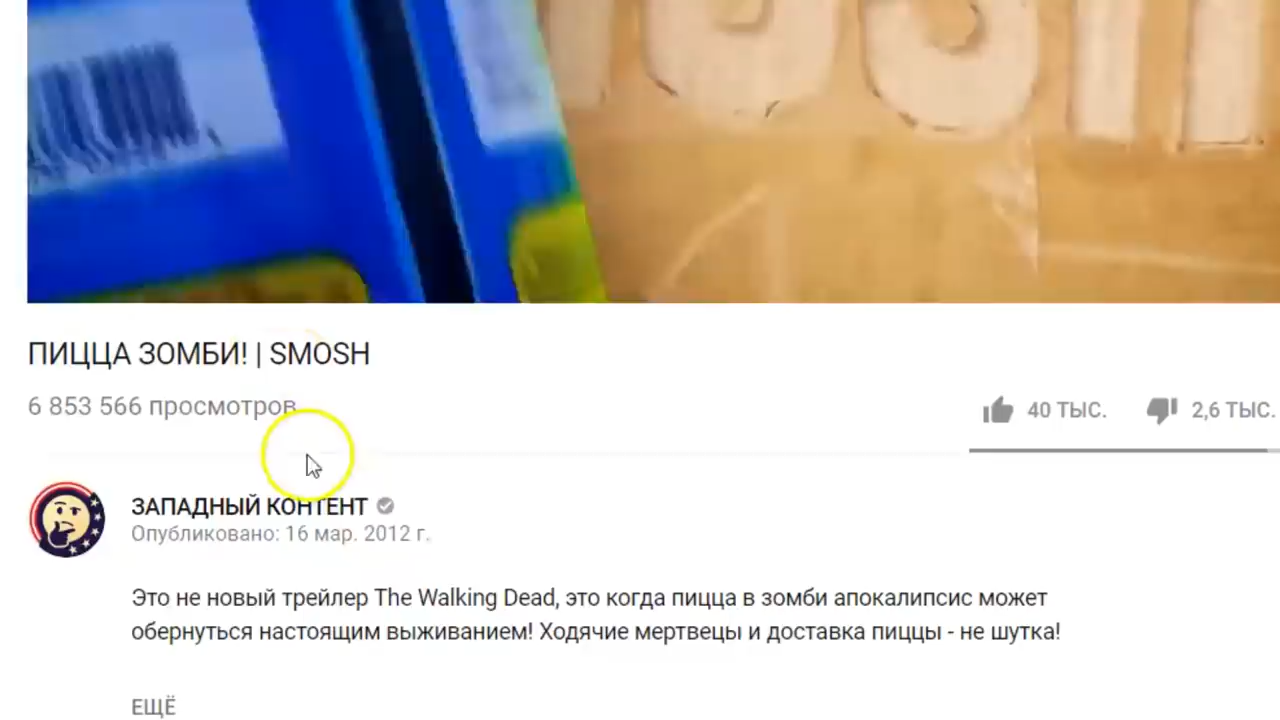 ПИЦЦА ЗОМБИ! | SMOSH
6 853 566 просмотров
40 ТЫС.
2,6 ТЫС.
ЗАПАДНЫЙ КОНТЕНТ
Опубликовано: 16 мар. 2012 г.
Это не новый трейлер The Walking Dead, это когда пицца в зомби апокалипсис может
обернуться настоящим выживанием! Ходячие мертвецы и доставка пиццы - не шутка!
ЕЩЁ